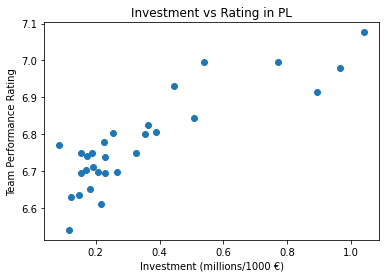 Investment vs Rating in PL
Team Performance Rating
7.1
7.0
6.9
6.8
6.7
6.6
0.2 0.4 0.6 0.8 1.0
Investment (millions/1000 €)